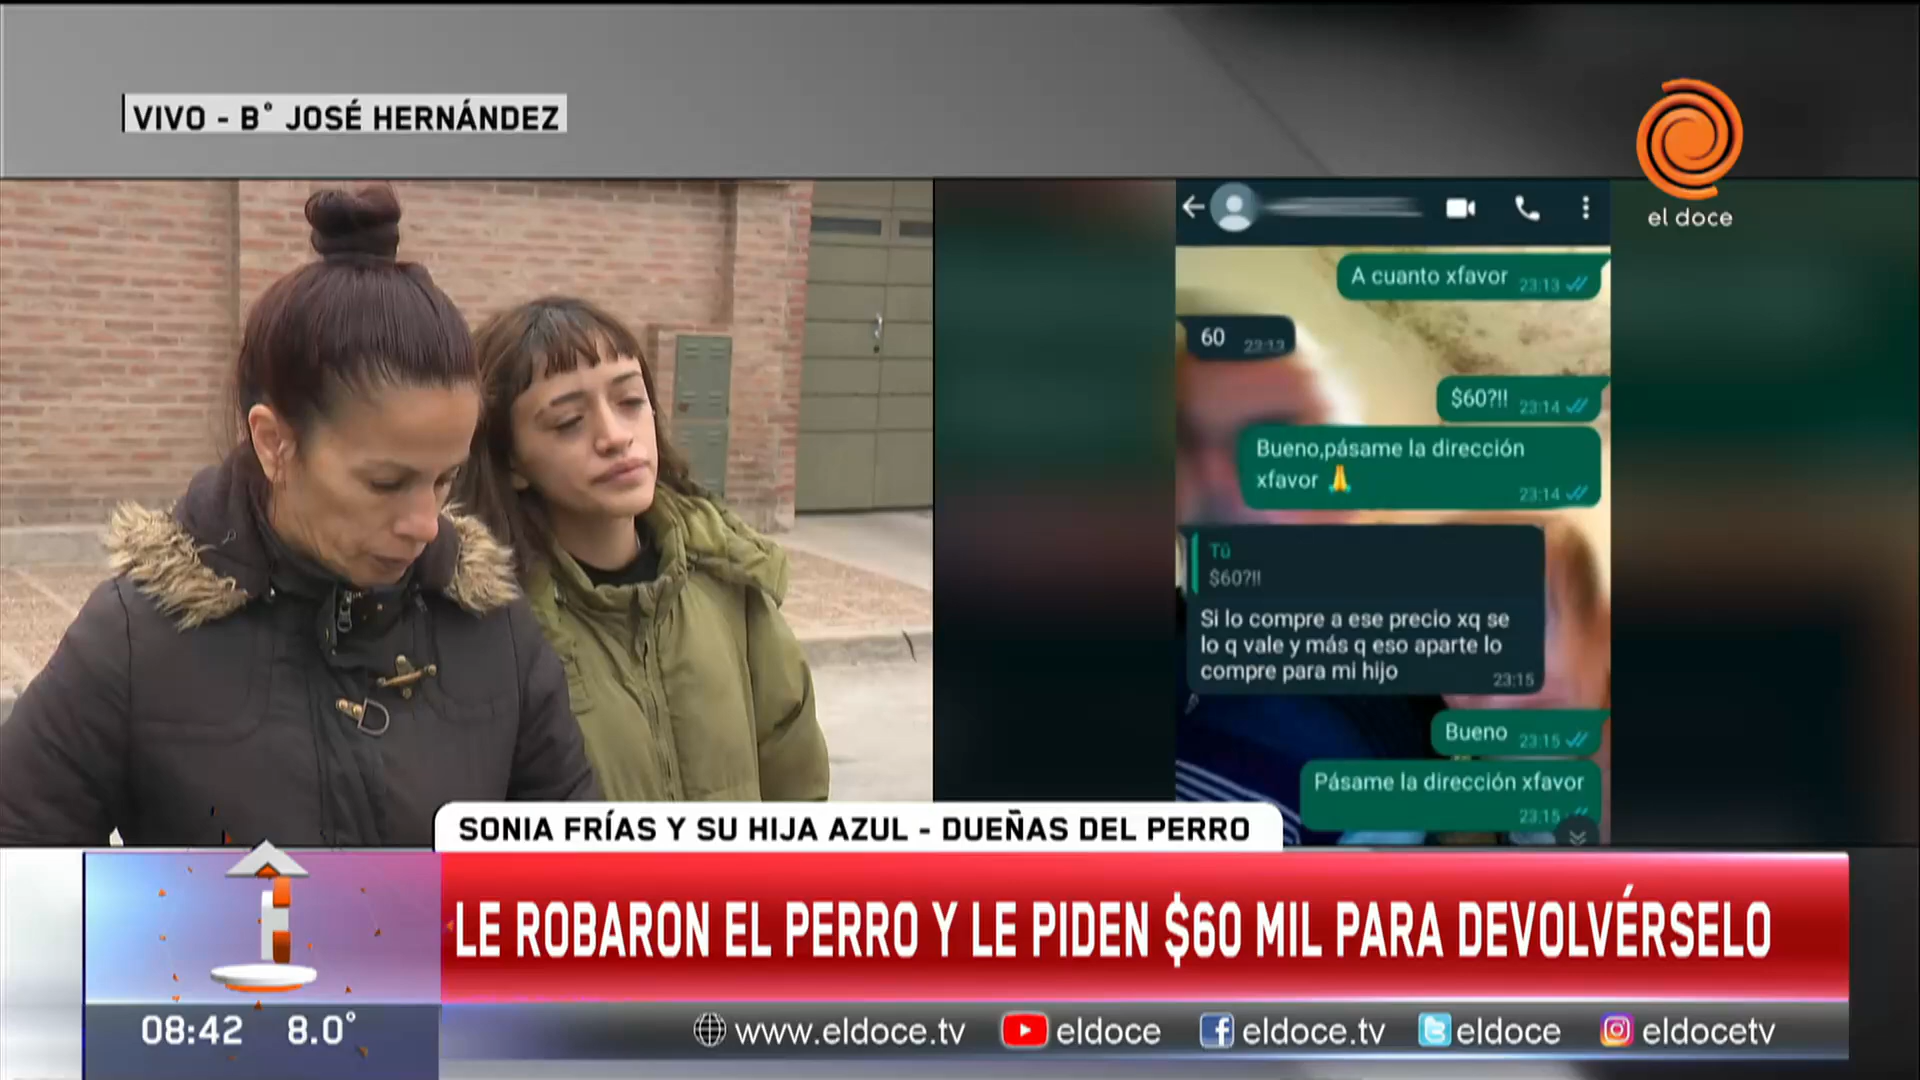 VIVO - B° JOSÉ HERNÁNDEZ
el doce
A cuanto xfavor 23:13
60 23:13
$60?!! 23:14
Bueno,pásame la dirección
xfavor 🙏 23:14
Tú
$60?!!
Si lo compre a ese precio xq se
lo q vale y más q eso aparte lo
compre para mi hijo 23:15
Bueno 23:15
Pásame la dirección xfavor
23:15
SONIA FRÍAS Y SU HIJA AZUL - DUEÑAS DEL PERRO
LE ROBARON EL PERRO Y LE PIDEN $60 MIL PARA DEVOLVÉRSELO
08:42 8.0°
www.eldoce.tv eldoce eldoce.tv eldoce eldocetv